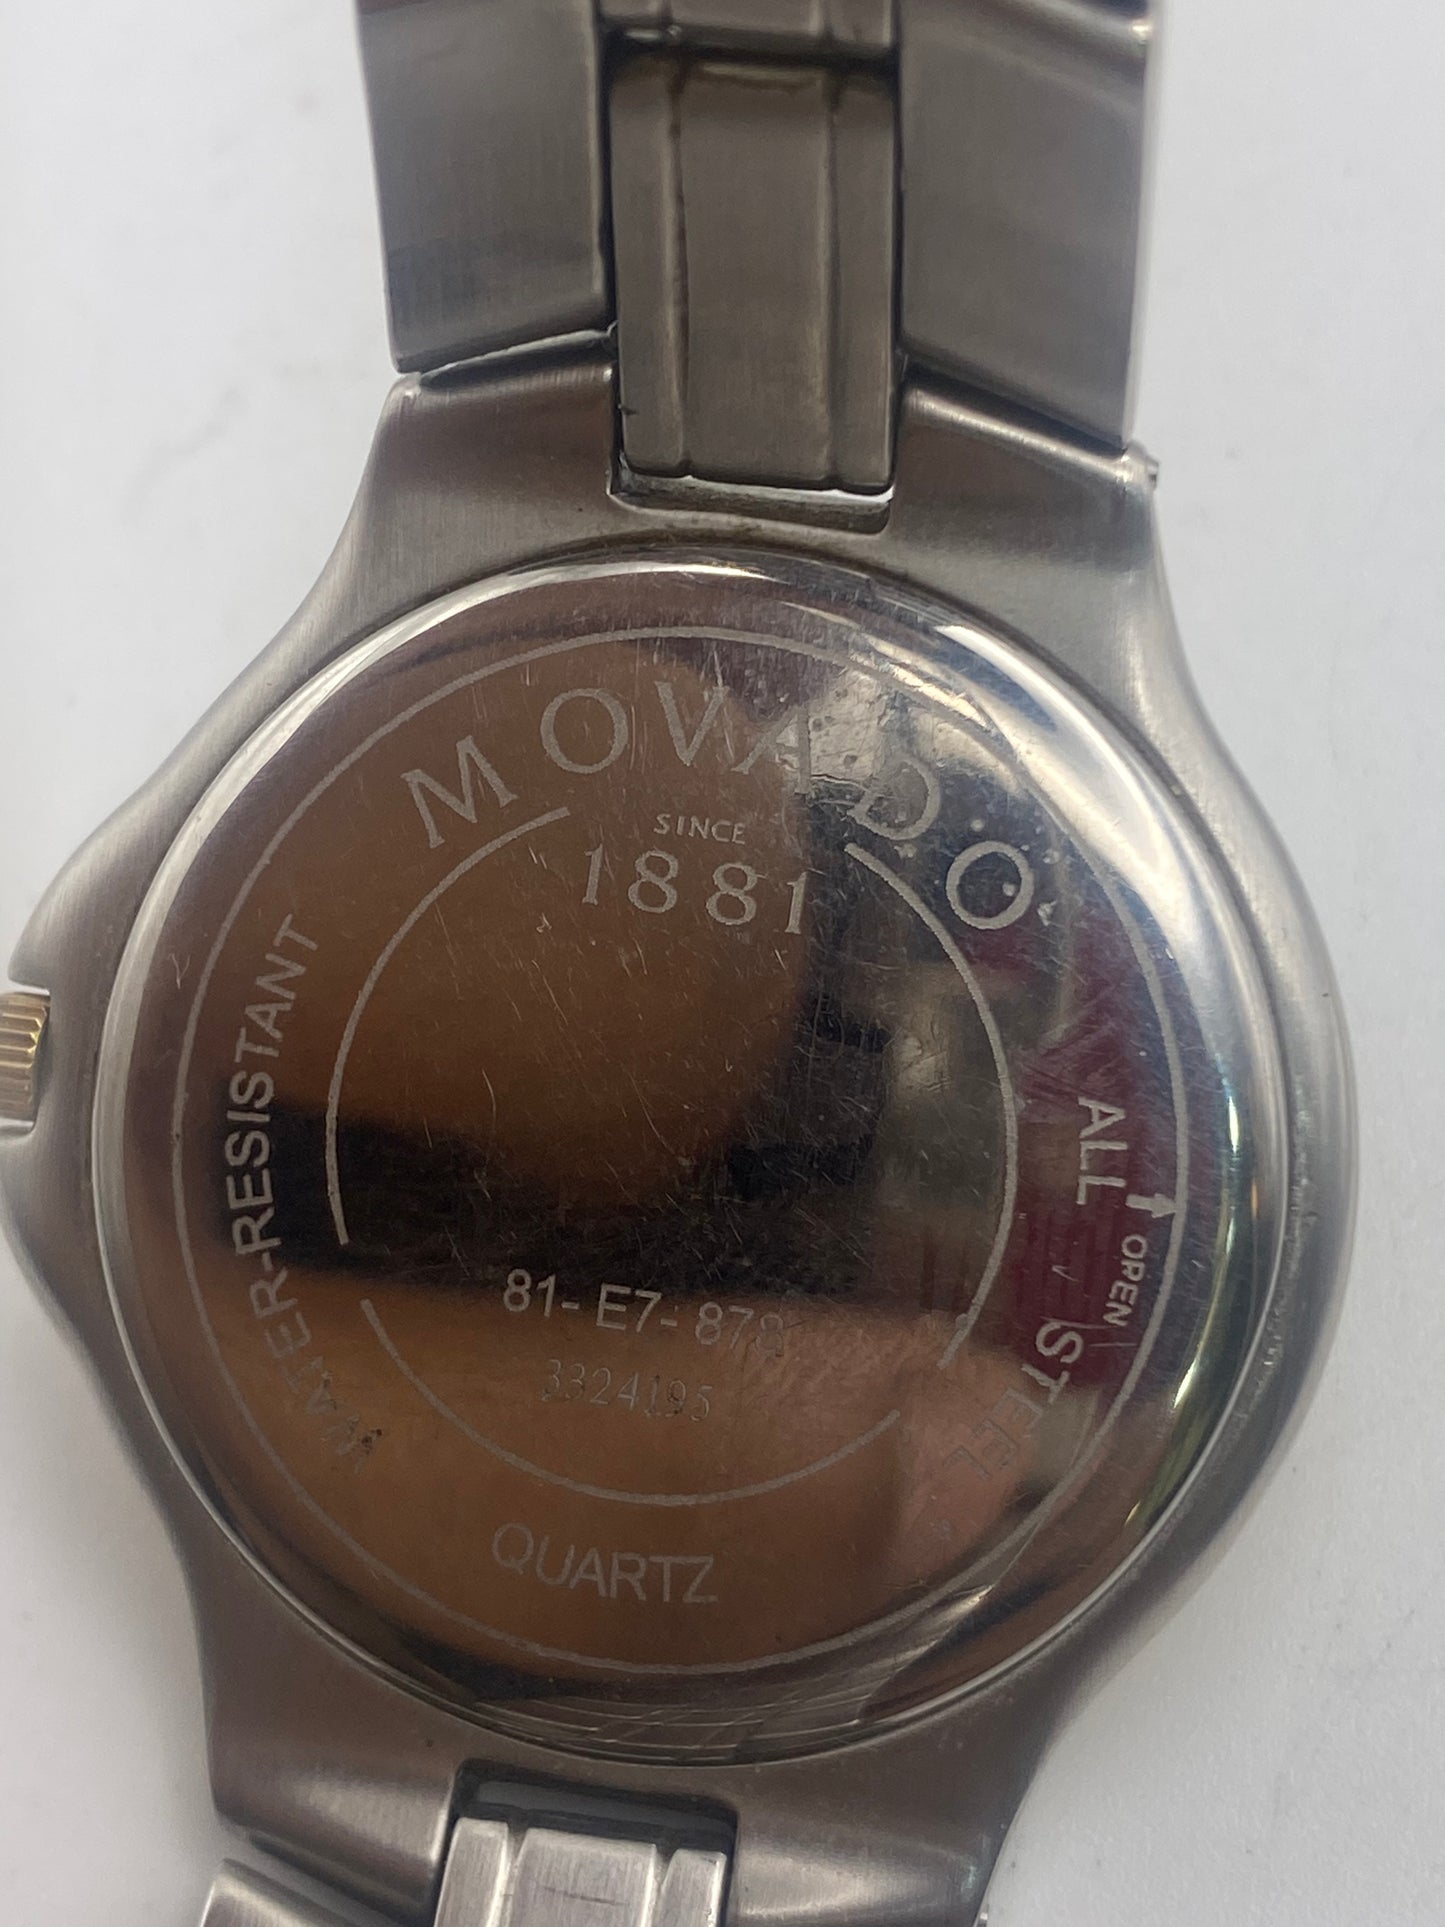 MOVADO
SINCE
1881
WATER-RESISTANT
ALL STEEL
OPEN
81-E7-878
3324195
QUARTZ